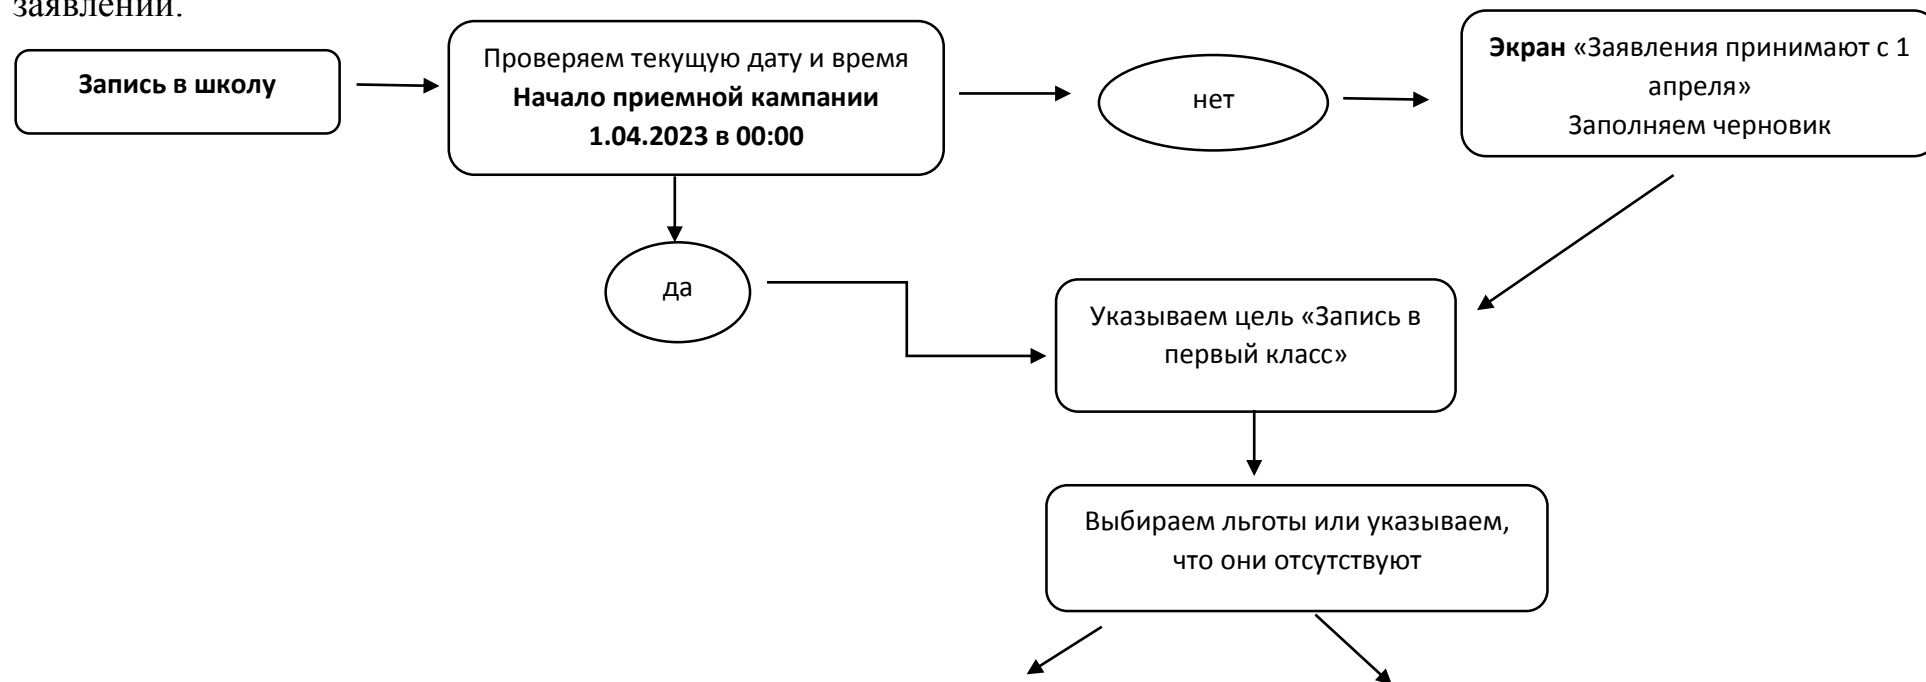 заявлений.
Запись в школу
Проверяем текущую дату и время
Начало приемной кампании
1.04.2023 в 00:00
нет
Экран «Заявления принимают с 1
апреля»
Заполняем черновик
да
Указываем цель «Запись в
первый класс»
Выбираем льготы или указываем,
что они отсутствуют